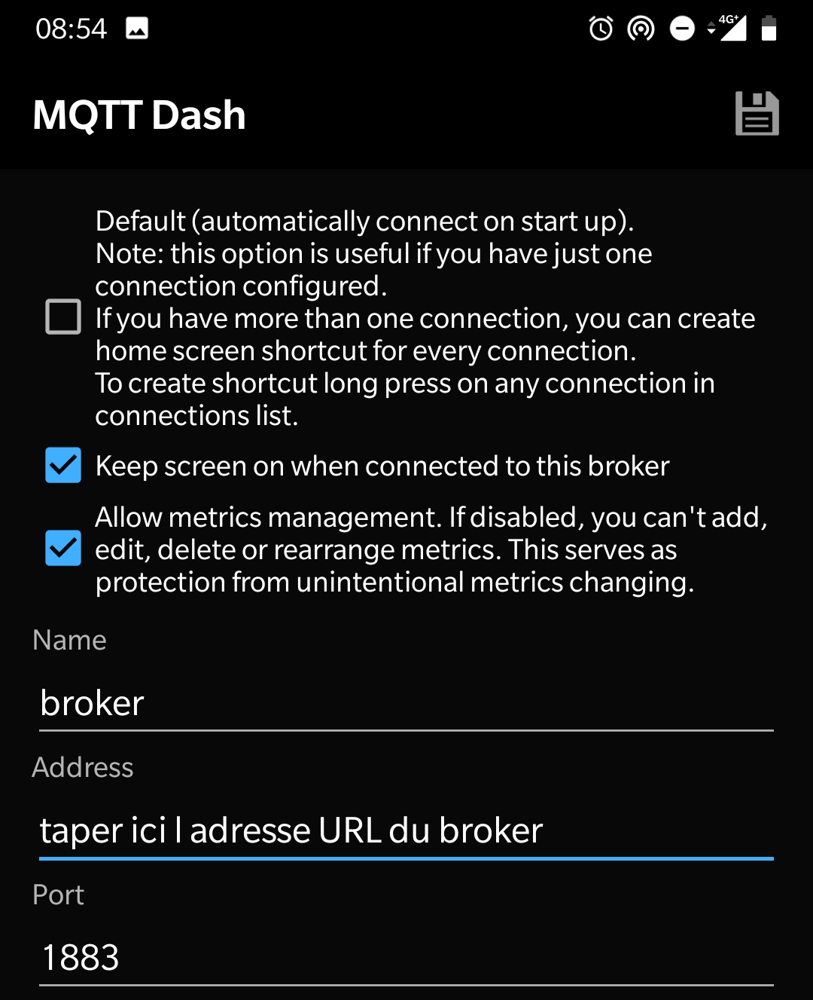 08:54
4G+
MQTT Dash
Default (automatically connect on start up).
Note: this option is useful if you have just one
connection configured.
If you have more than one connection, you can create
home screen shortcut for every connection.
To create shortcut long press on any connection in
connections list.
Keep screen on when connected to this broker
Allow metrics management. If disabled, you can't add,
edit, delete or rearrange metrics. This serves as
protection from unintentional metrics changing.
Name
broker
Address
taper ici l adresse URL du broker
Port
1883